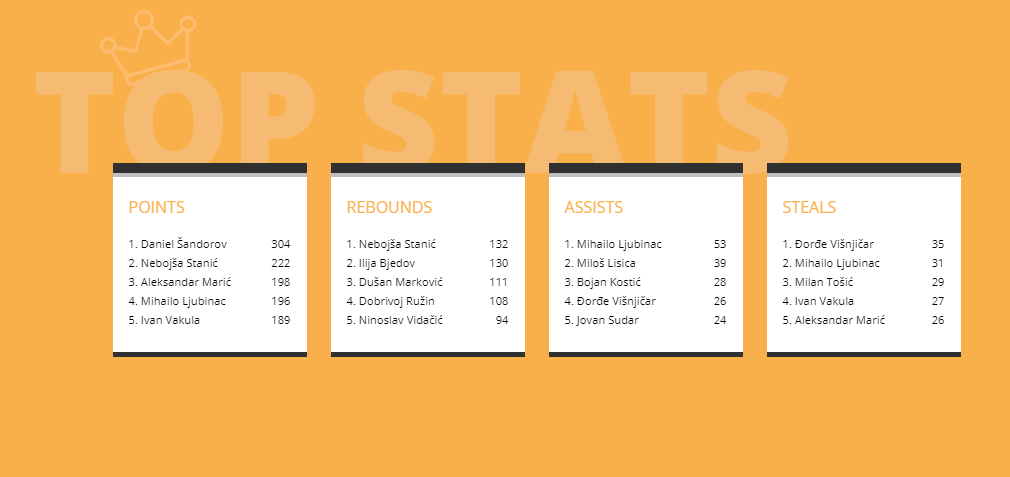 TOP STATS
POINTS
1. Daniel Šandorov 304
2. Nebojša Stanić 222
3. Aleksandar Marić 198
4. Mihailo Ljubinac 196
5. Ivan Vakula 189
REBOUNDS
1. Nebojša Stanić 132
2. Ilija Bjedov 130
3. Dušan Marković 111
4. Dobrivoj Ružin 108
5. Ninoslav Vidačić 94
ASSISTS
1. Mihailo Ljubinac 53
2. Miloš Lisica 39
3. Bojan Kostić 28
4. Đorđe Višnjičar 26
5. Jovan Sudar 24
STEALS
1. Đorđe Višnjičar 35
2. Mihailo Ljubinac 31
3. Milan Tošić 29
4. Ivan Vakula 27
5. Aleksandar Marić 26